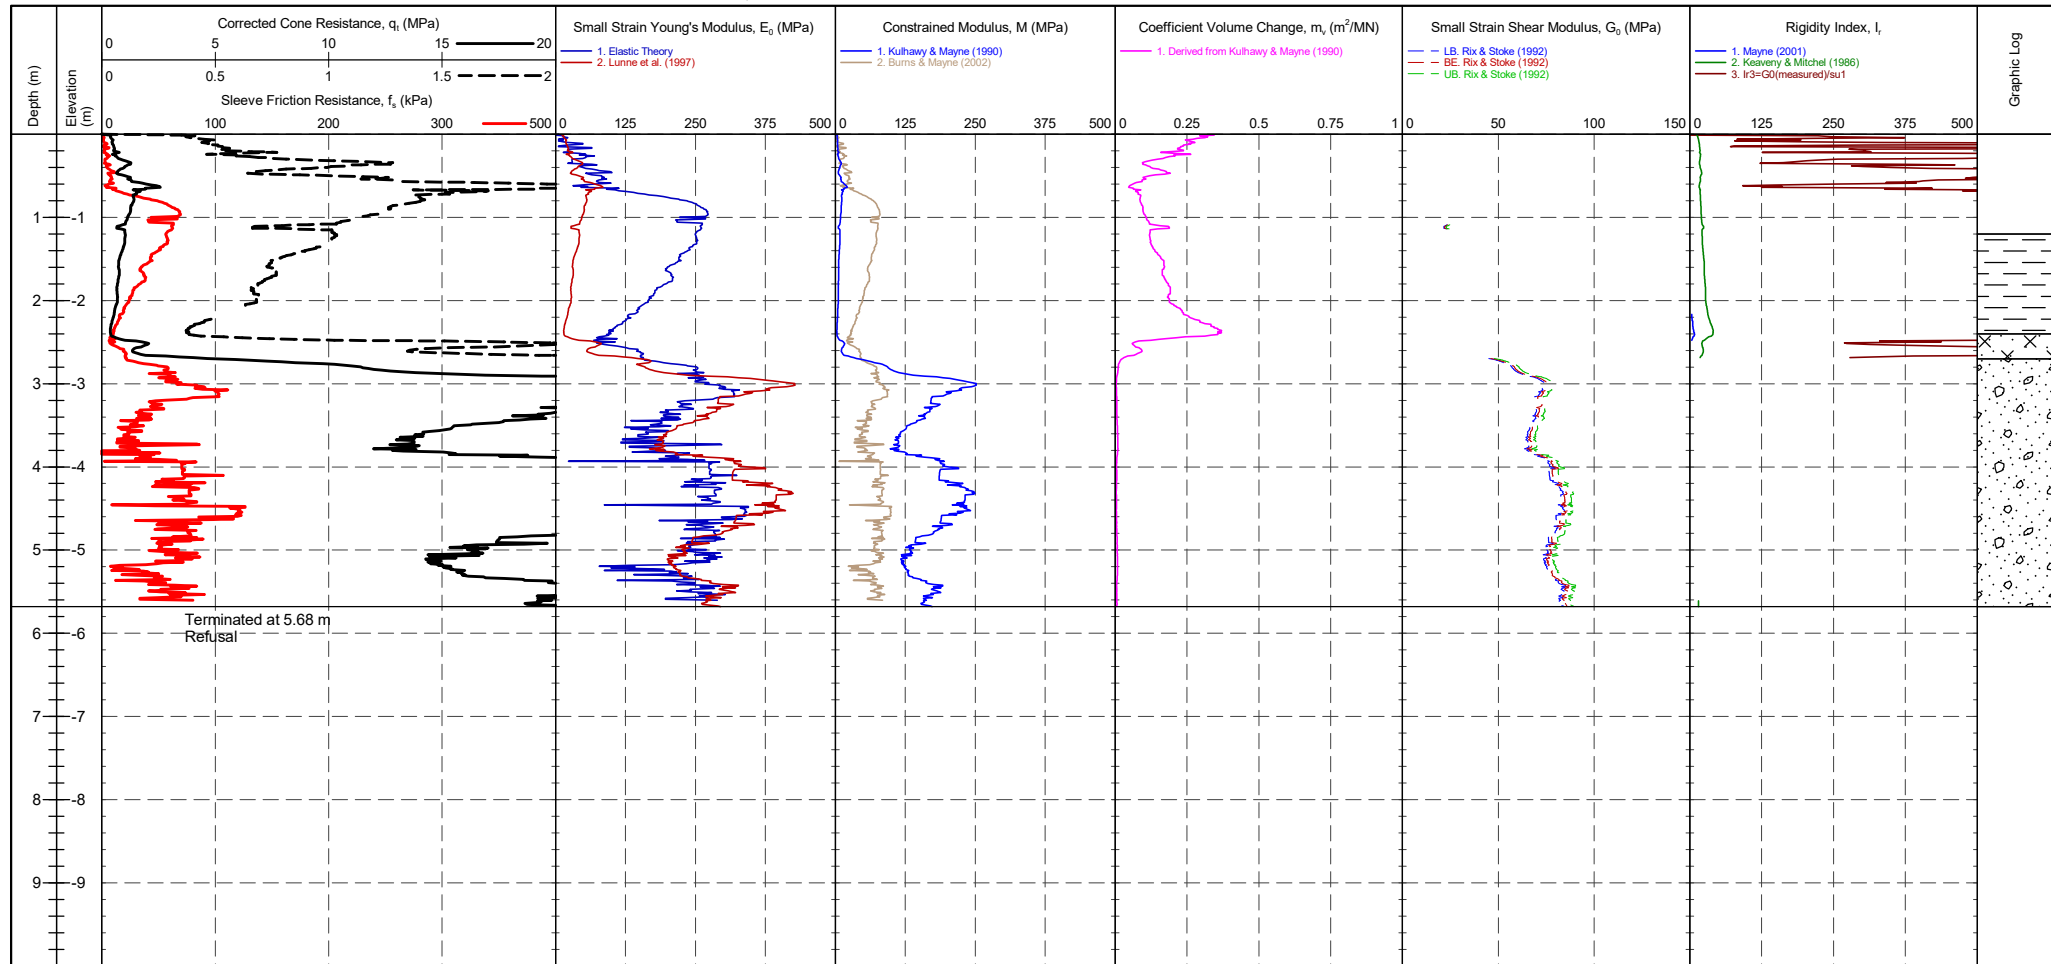 Corrected Cone Resistance, qt (MPa)
0 5 10 15 20
0 0.5 1 1.5 2
Sleeve Friction Resistance, fs (kPa)
0 100 200 300 500
Depth (m)
Elevation (m)
Small Strain Young's Modulus, E0 (MPa)
1. Elastic Theory
2. Lunne et al. (1997)
0 125 250 375 500
Constrained Modulus, M (MPa)
1. Kulhawy & Mayne (1990)
2. Burns & Mayne (2002)
0 125 250 375 500
Coefficient Volume Change, mv (m²/MN)
1. Derived from Kulhawy & Mayne (1990)
0 0.25 0.5 0.75 1
Small Strain Shear Modulus, G0 (MPa)
LB. Rix & Stoke (1992)
BE. Rix & Stoke (1992)
UB. Rix & Stoke (1992)
0 50 100 150
Rigidity Index, Ir
1. Mayne (2001)
2. Keaveny & Mitchel (1986)
3. Ir3=G0(measured)/su1
0 125 250 375 500
Graphic Log
1 -1
2 -2
3 -3
4 -4
5 -5
Terminated at 5.68 m
Refusal
6 -6
7 -7
8 -8
9 -9